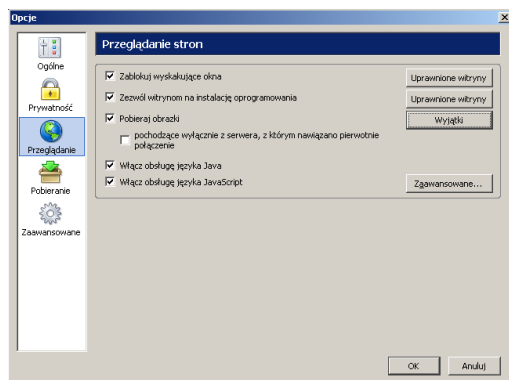 Opcje
Ogólne
Prywatność
Przeglądanie
Pobieranie
Zaawansowane
Przeglądanie stron
Zablokuj wyskakujące okna
Uprawnione witryny
Zezwól witrynom na instalację oprogramowania
Uprawnione witryny
Pobieraj obrazki
Wyjątki
pochodzące wyłącznie z serwera, z którym nawiązano pierwotnie
połączenie
Włącz obsługę języka Java
Włącz obsługę języka JavaScript
Zaawansowane...
OK
Anuluj